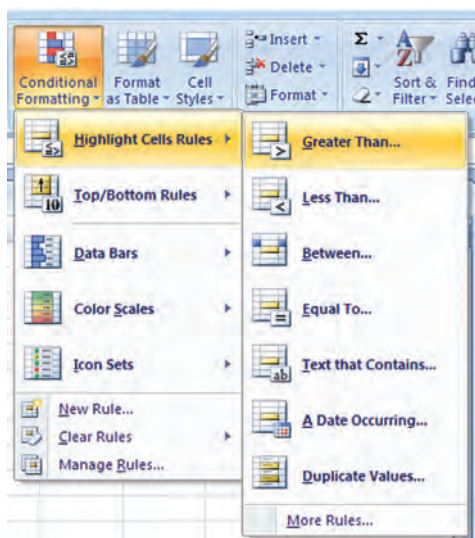 Insert
Σ
Delete
Conditional Formatting
Format as Table
Cell Styles
Format
Sort & Filter
Find
Highlight Cells Rules
Top/Bottom Rules
10
Data Bars
Color Scales
Icon Sets
New Rule...
Clear Rules
Manage Rules...
Greater Than...
Less Than...
Between...
Equal To...
ab
Text that Contains...
A Date Occurring...
Duplicate Values...
More Rules...